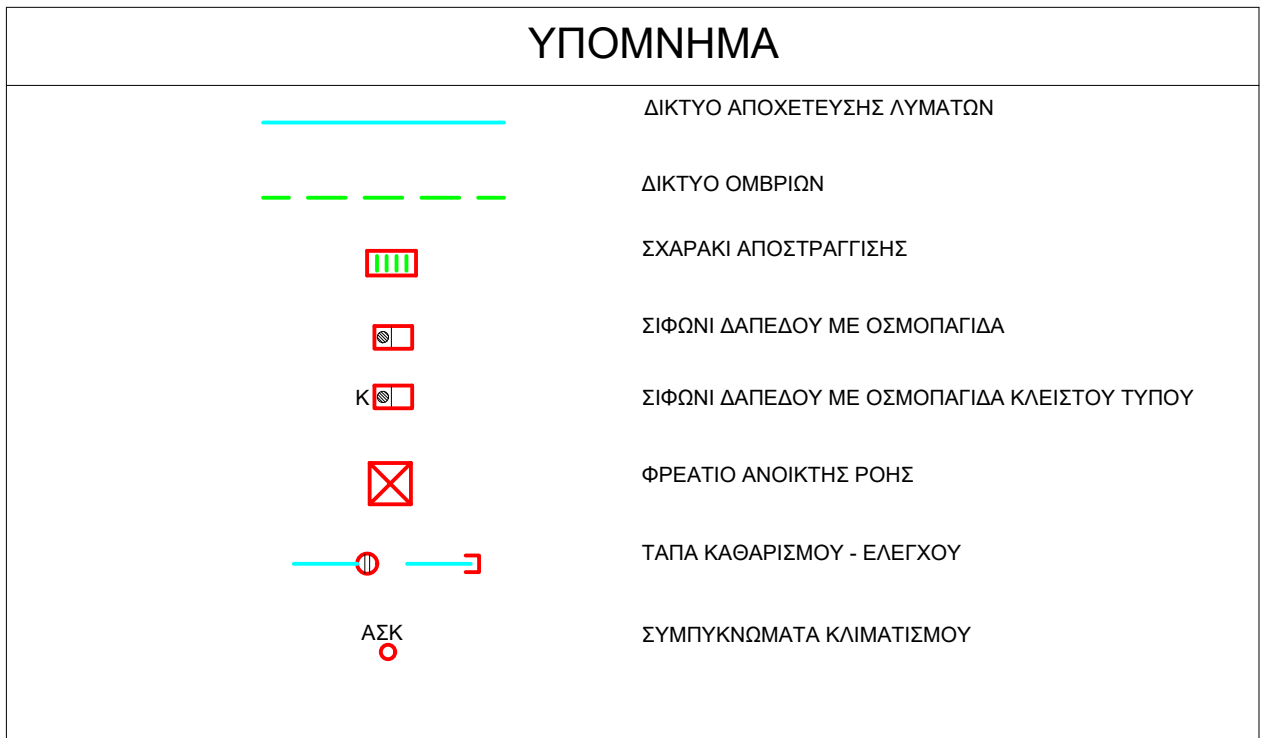 ΥΠΟΜΝΗΜΑ
ΔΙΚΤΥΟ ΑΠΟΧΕΤΕΥΣΗΣ ΛΥΜΑΤΩΝ
ΔΙΚΤΥΟ ΟΜΒΡΙΩΝ
ΣΧΑΡΑΚΙ ΑΠΟΣΤΡΑΓΓΙΣΗΣ
ΣΙΦΩΝΙ ΔΑΠΕΔΟΥ ΜΕ ΟΣΜΟΠΑΓΙΔΑ
Κ ΣΙΦΩΝΙ ΔΑΠΕΔΟΥ ΜΕ ΟΣΜΟΠΑΓΙΔΑ ΚΛΕΙΣΤΟΥ ΤΥΠΟΥ
ΦΡΕΑΤΙΟ ΑΝΟΙΚΤΗΣ ΡΟΗΣ
ΤΑΠΑ ΚΑΘΑΡΙΣΜΟΥ - ΕΛΕΓΧΟΥ
ΑΣΚ ΣΥΜΠΥΚΝΩΜΑΤΑ ΚΛΙΜΑΤΙΣΜΟΥ